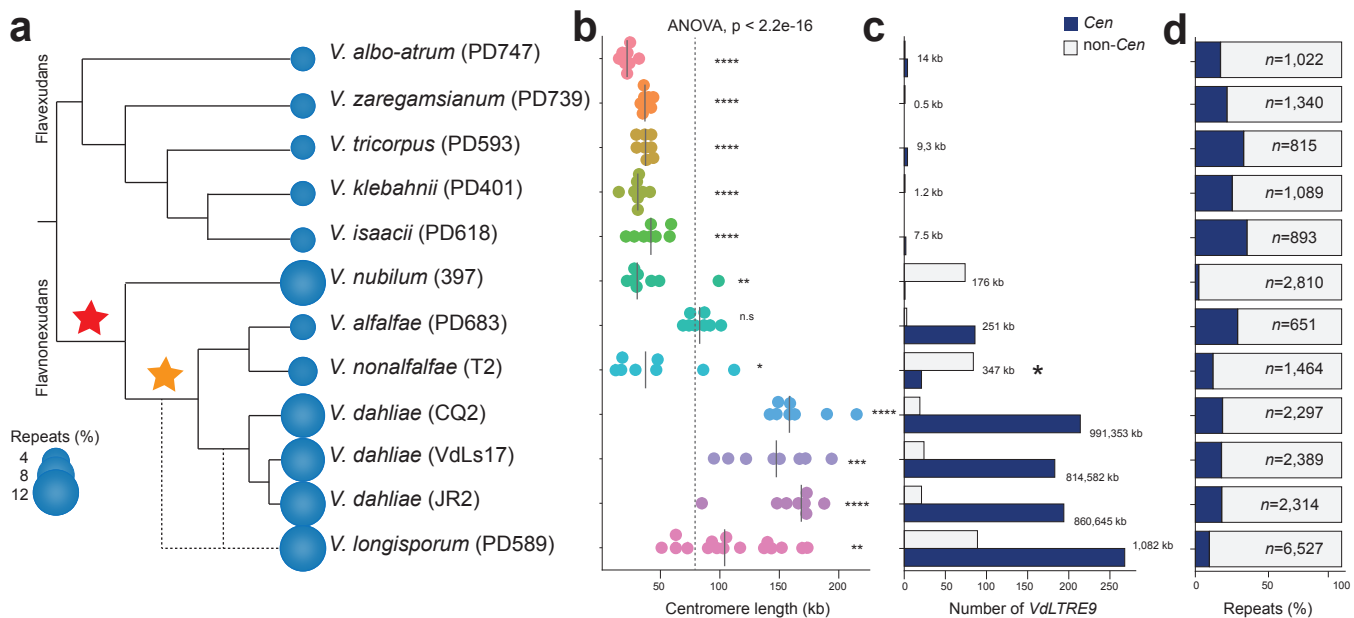 a
Flavexudans
Flavnonexudans
V. albo-atrum (PD747)
V. zaregamsianum (PD739)
V. tricorpus (PD593)
V. klebahnii (PD401)
V. isaacii (PD618)
V. nubilum (397)
V. alfalfae (PD683)
V. nonalfalfae (T2)
V. dahliae (CQ2)
V. dahliae (VdLs17)
V. dahliae (JR2)
V. longisporum (PD589)
Repeats (%)
4
8
12
b
ANOVA, p < 2.2e-16
****
****
****
****
****
**
n.s
*
****
***
****
**
50 100 150 200
Centromere length (kb)
c
Cen
non-Cen
14 kb
0.5 kb
9,3 kb
1.2 kb
7.5 kb
176 kb
251 kb
347 kb *
991,353 kb
814,582 kb
860,645 kb
1,082 kb
0 50 100 150 200 250
Number of VdLTRE9
d
n=1,022
n=1,340
n=815
n=1,089
n=893
n=2,810
n=651
n=1,464
n=2,297
n=2,389
n=2,314
n=6,527
0 50 100
Repeats (%)